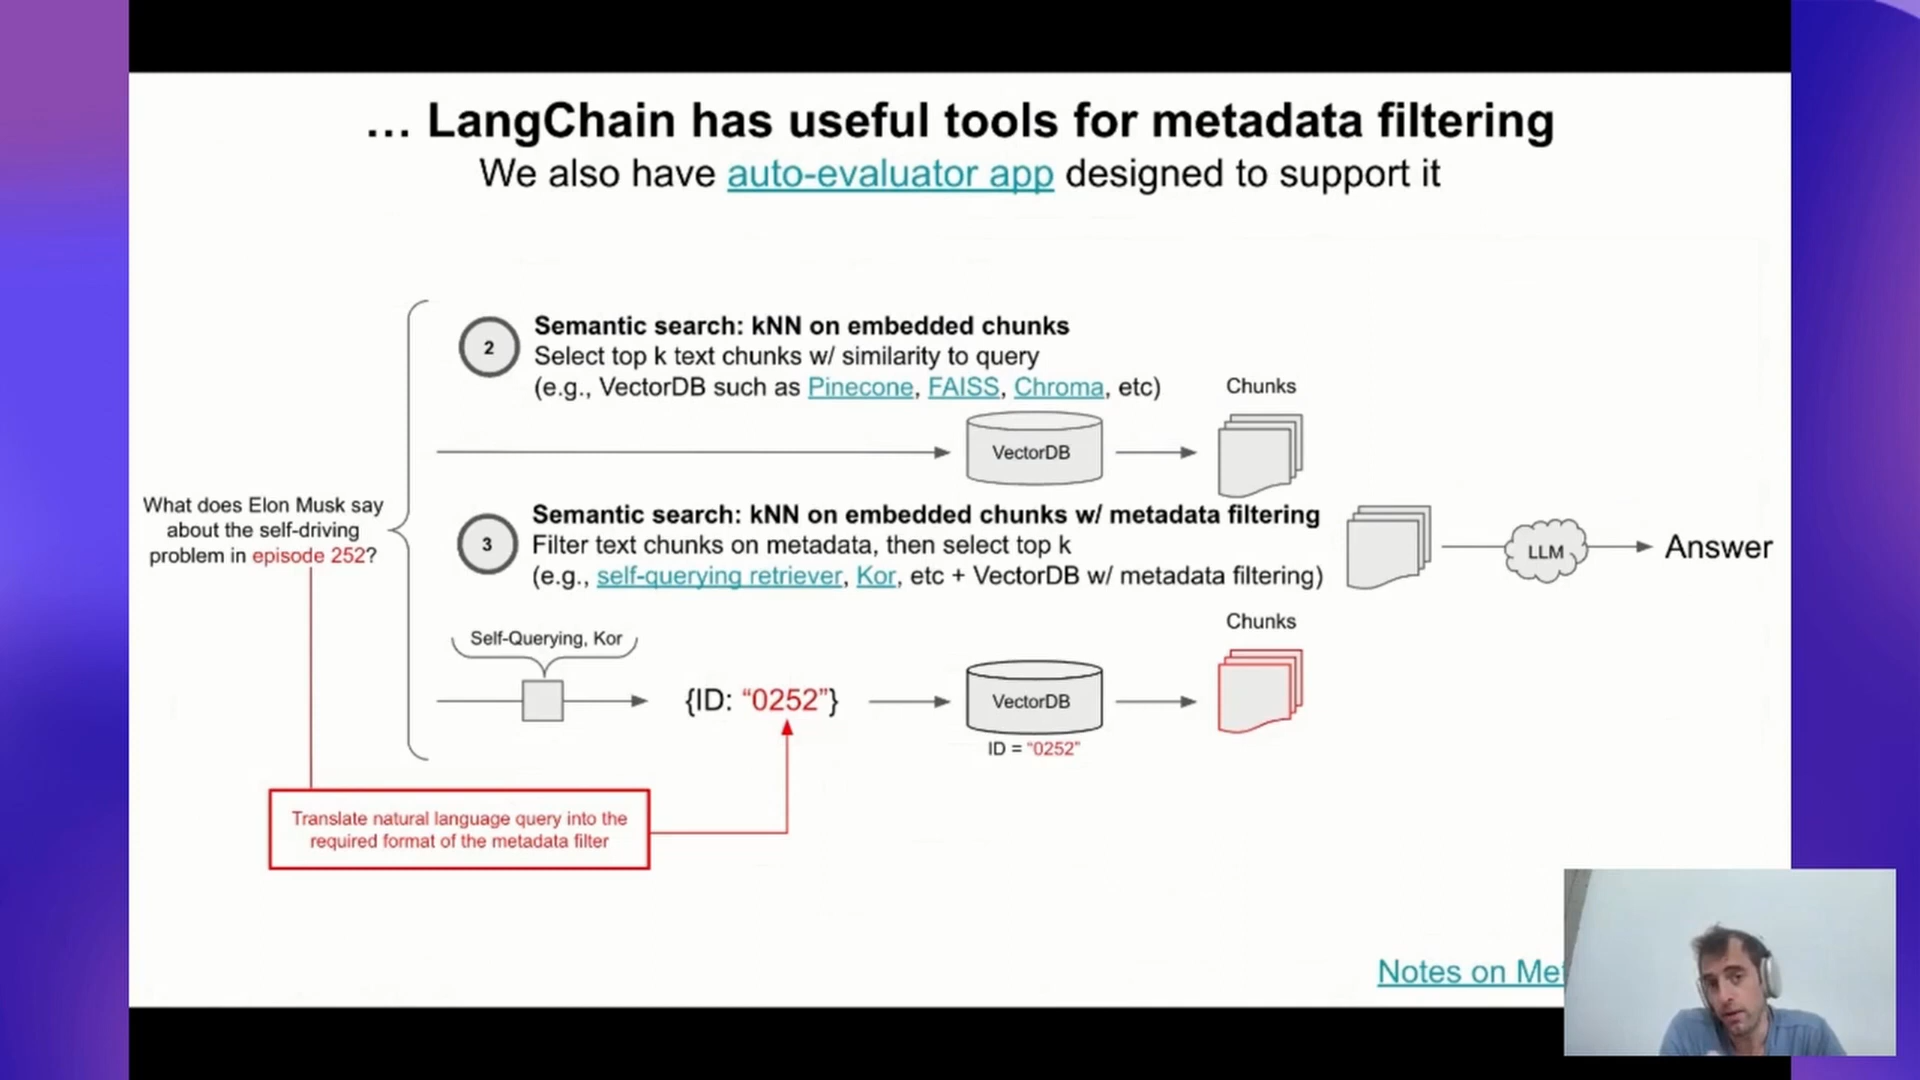 ... LangChain has useful tools for metadata filtering
We also have auto-evaluator app designed to support it
2
Semantic search: kNN on embedded chunks
Select top k text chunks w/ similarity to query
(e.g., VectorDB such as Pinecone, FAISS, Chroma, etc)
Chunks
VectorDB
What does Elon Musk say
about the self-driving
problem in episode 252?
3
Semantic search: kNN on embedded chunks w/ metadata filtering
Filter text chunks on metadata, then select top k
(e.g., self-querying retriever, Kor, etc + VectorDB w/ metadata filtering)
LLM
Answer
Self-Querying, Kor
{ID: “0252”}
VectorDB
ID = “0252”
Chunks
Translate natural language query into the
required format of the metadata filter
Notes on